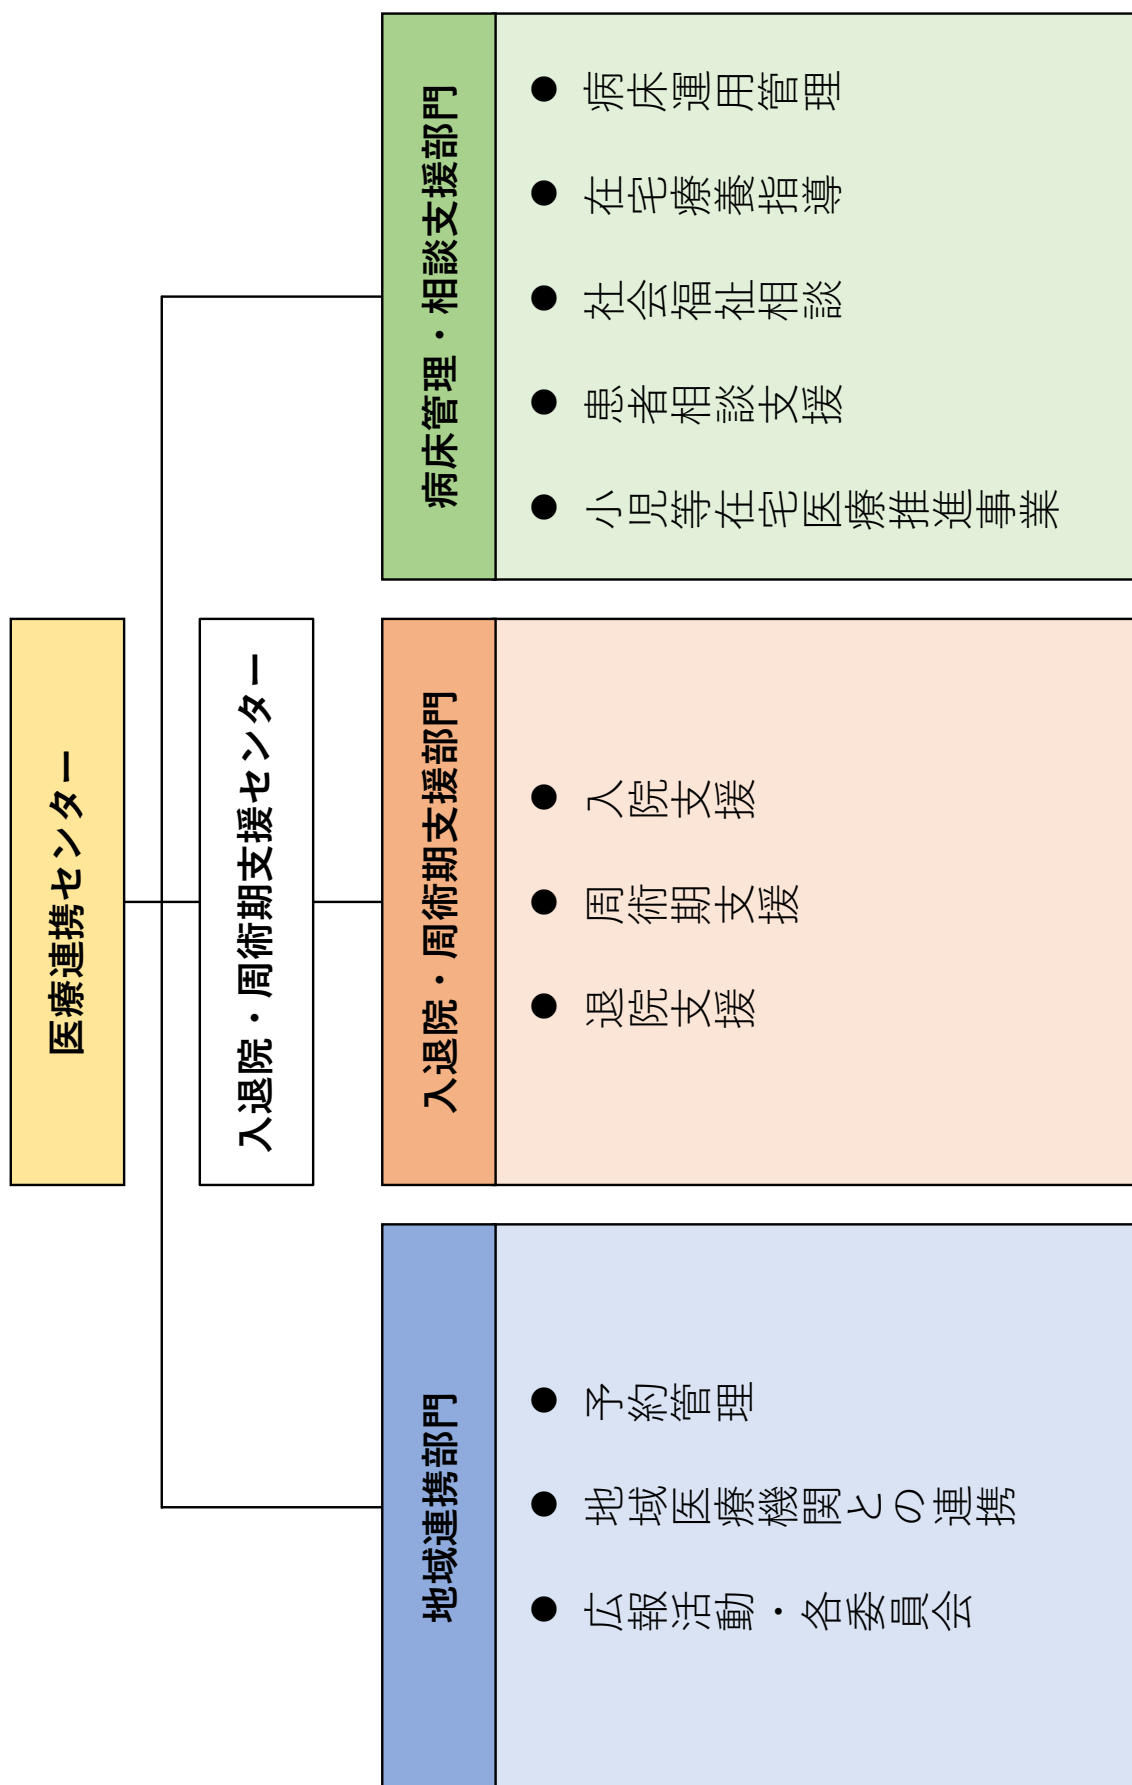 医療連携センター
入退院・周術期支援センター
地域連携部門
予約管理
地域医療機関との連携
広報活動・各委員会
入退院・周術期支援部門
入院支援
周術期支援
退院支援
病床管理・相談支援部門
病床運用管理
在宅療養指導
社会福祉相談
患者相談支援
小児等在宅医療推進事業